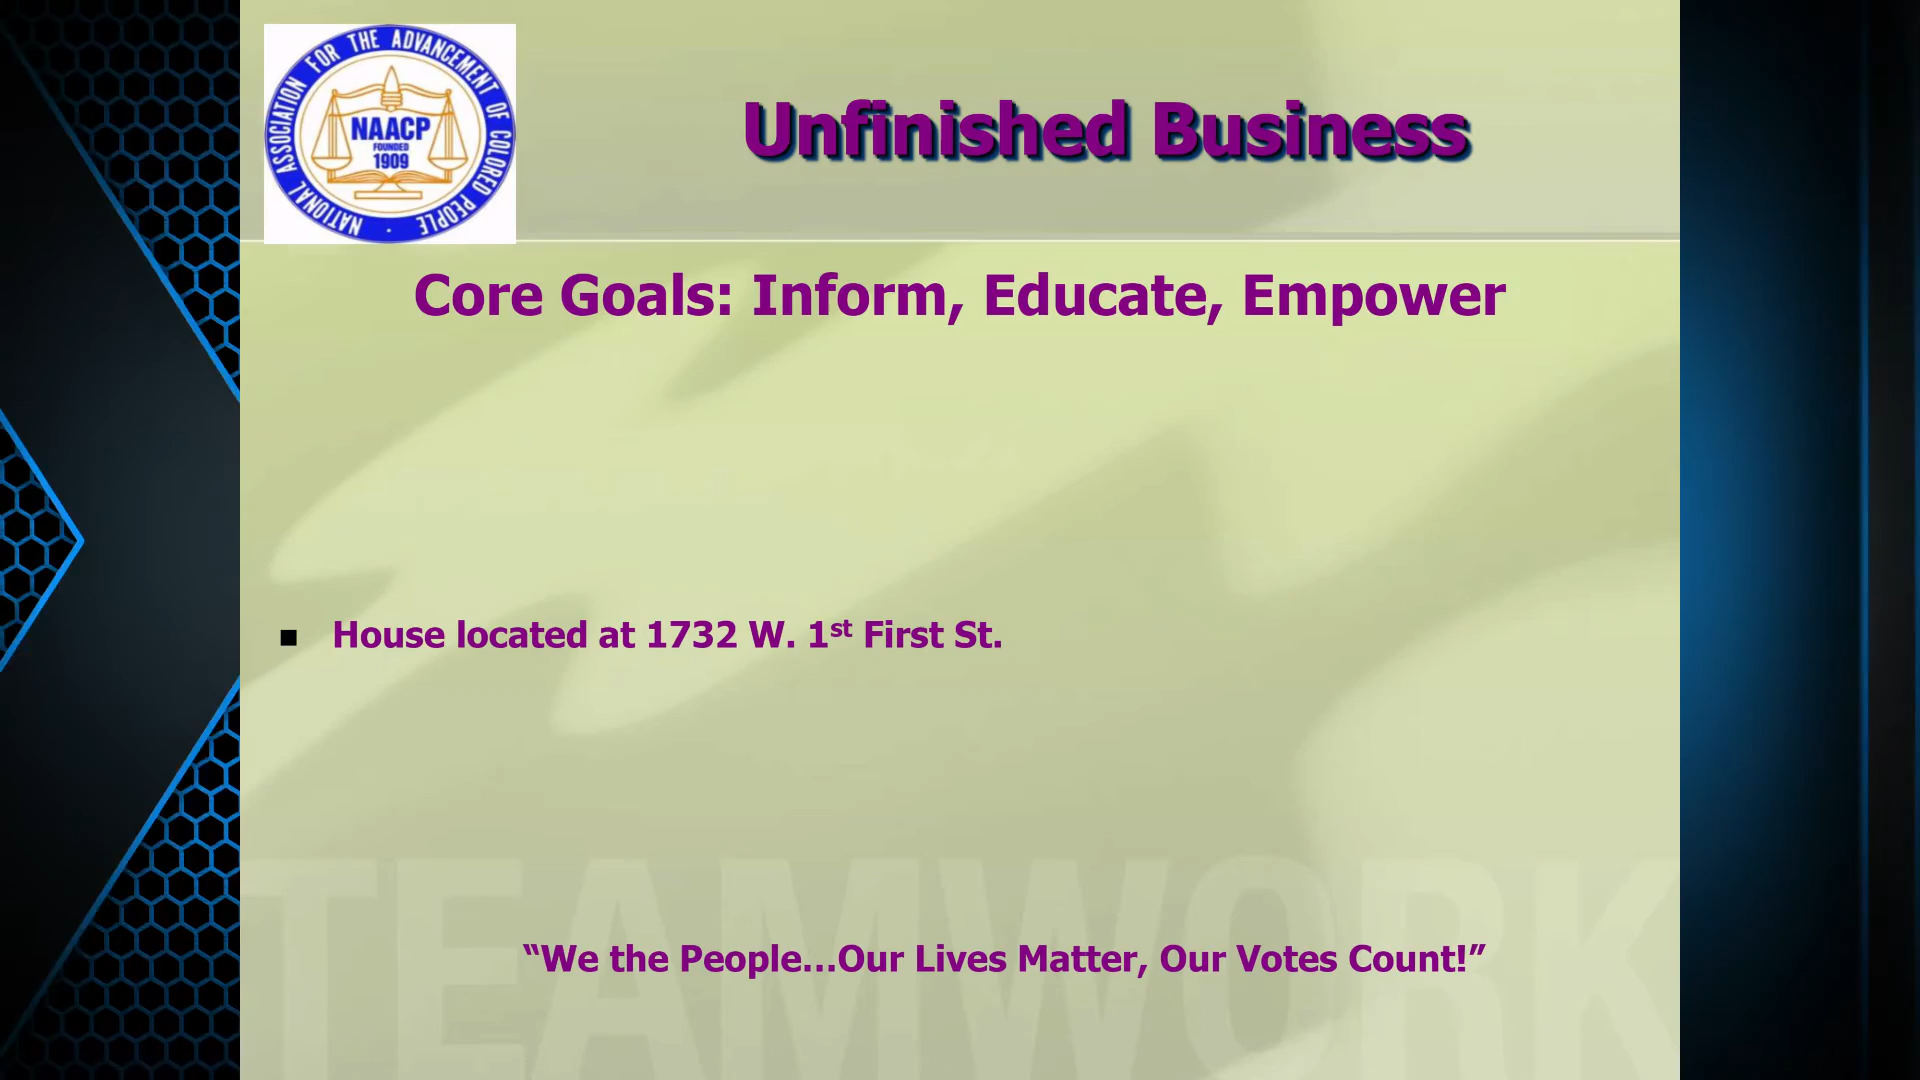 NATIONAL ASSOCIATION FOR THE ADVANCEMENT OF COLORED PEOPLE
NAACP
FOUNDED
1909
Unfinished Business
Core Goals: Inform, Educate, Empower
■ House located at 1732 W. 1st First St.
“We the People...Our Lives Matter, Our Votes Count!”
TEAMWORK